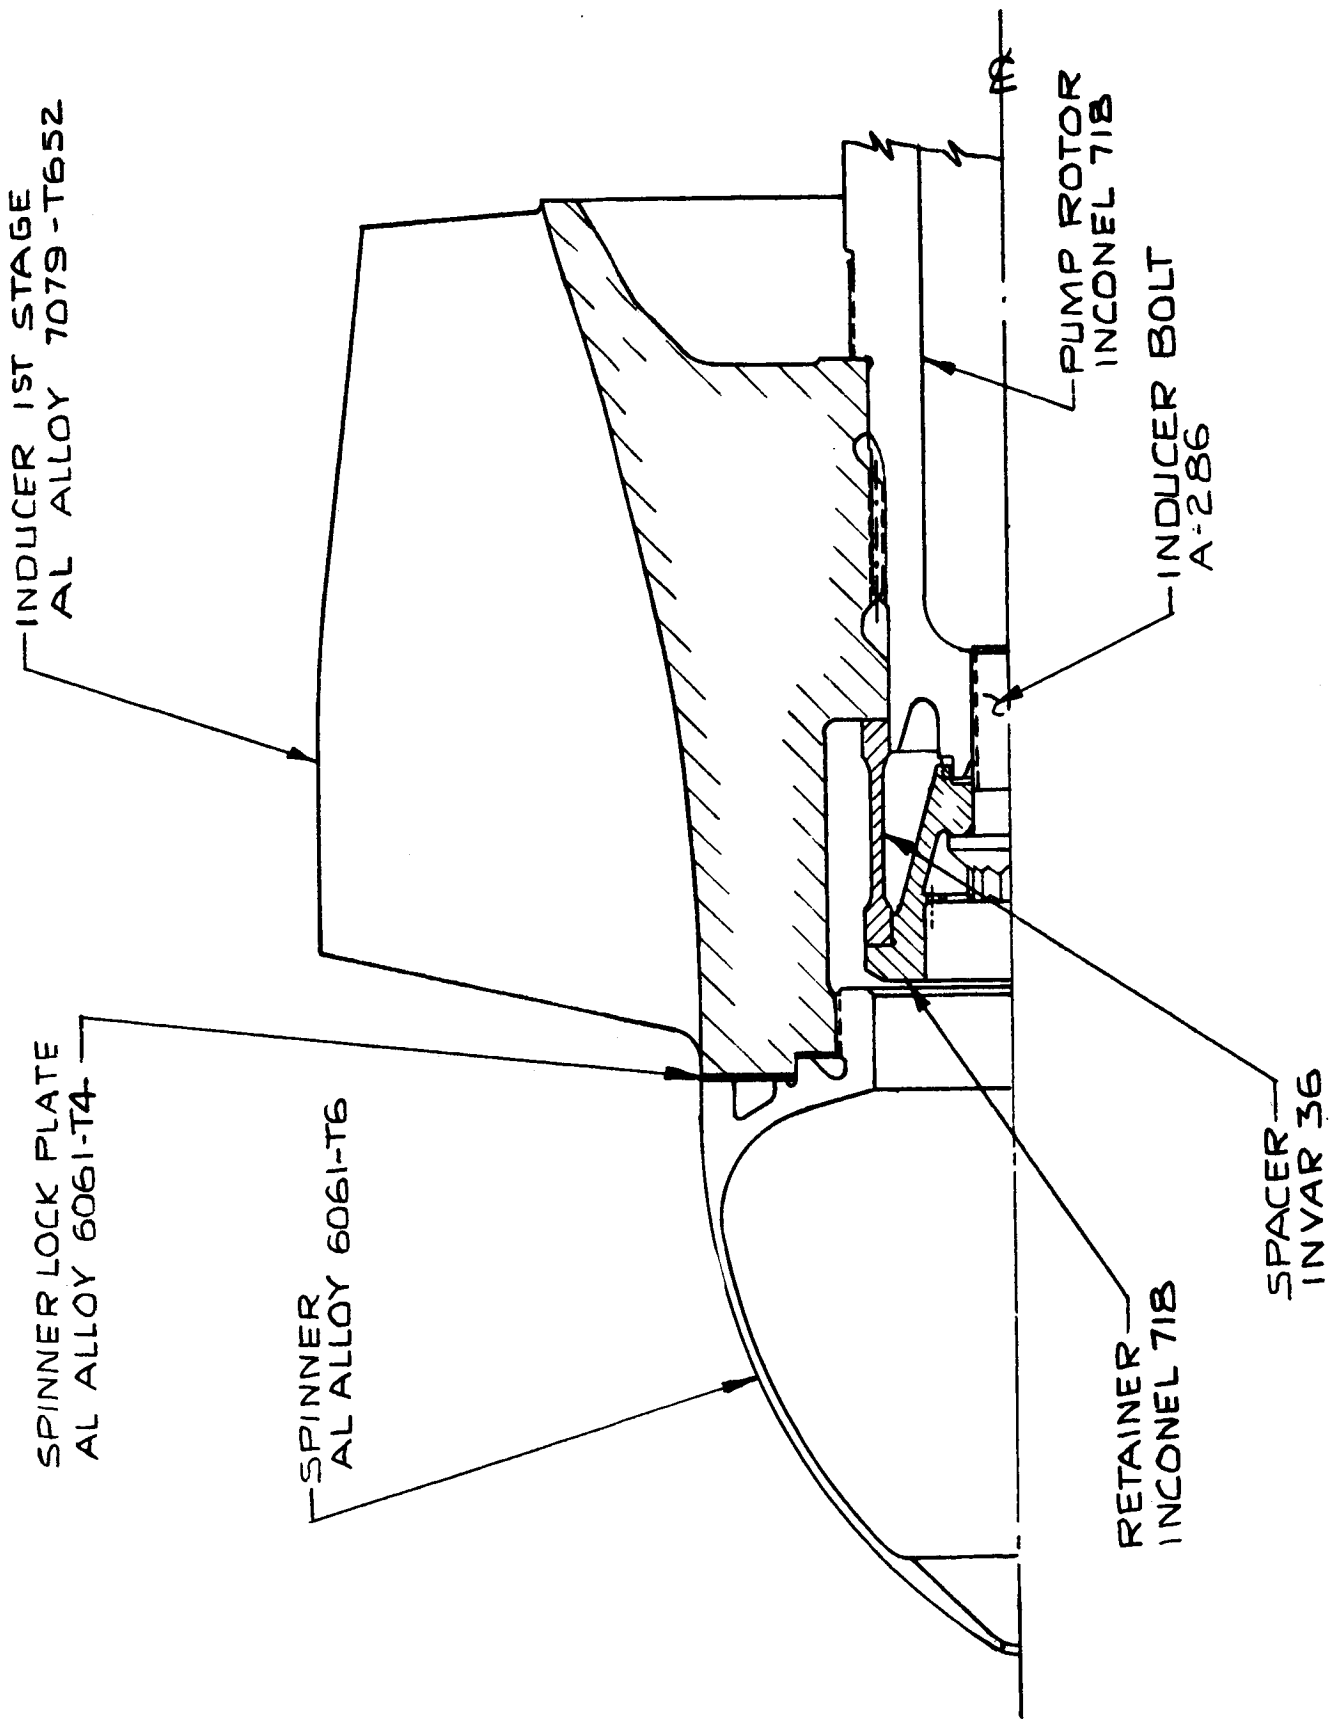 INDUCER 1ST STAGE
AL ALLOY 7079-T652
SPINNER LOCK PLATE
AL ALLOY 6061-T4
SPINNER
AL ALLOY 6061-T6
PUMP ROTOR
INCONEL 718
INDUCER BOLT
A-286
SPACER
INVAR 36
RETAINER
INCONEL 718